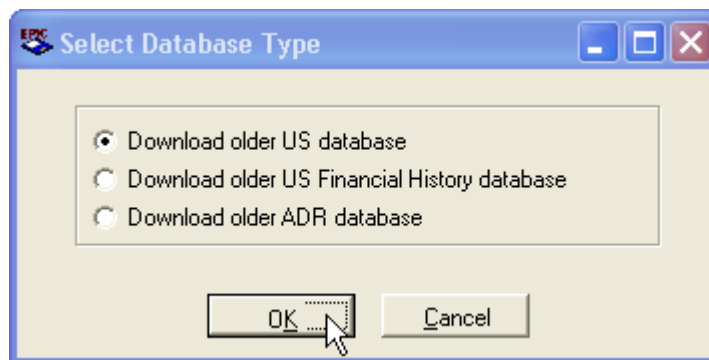 EPIC
Select Database Type
Download older US database
Download older US Financial History database
Download older ADR database
OK
Cancel